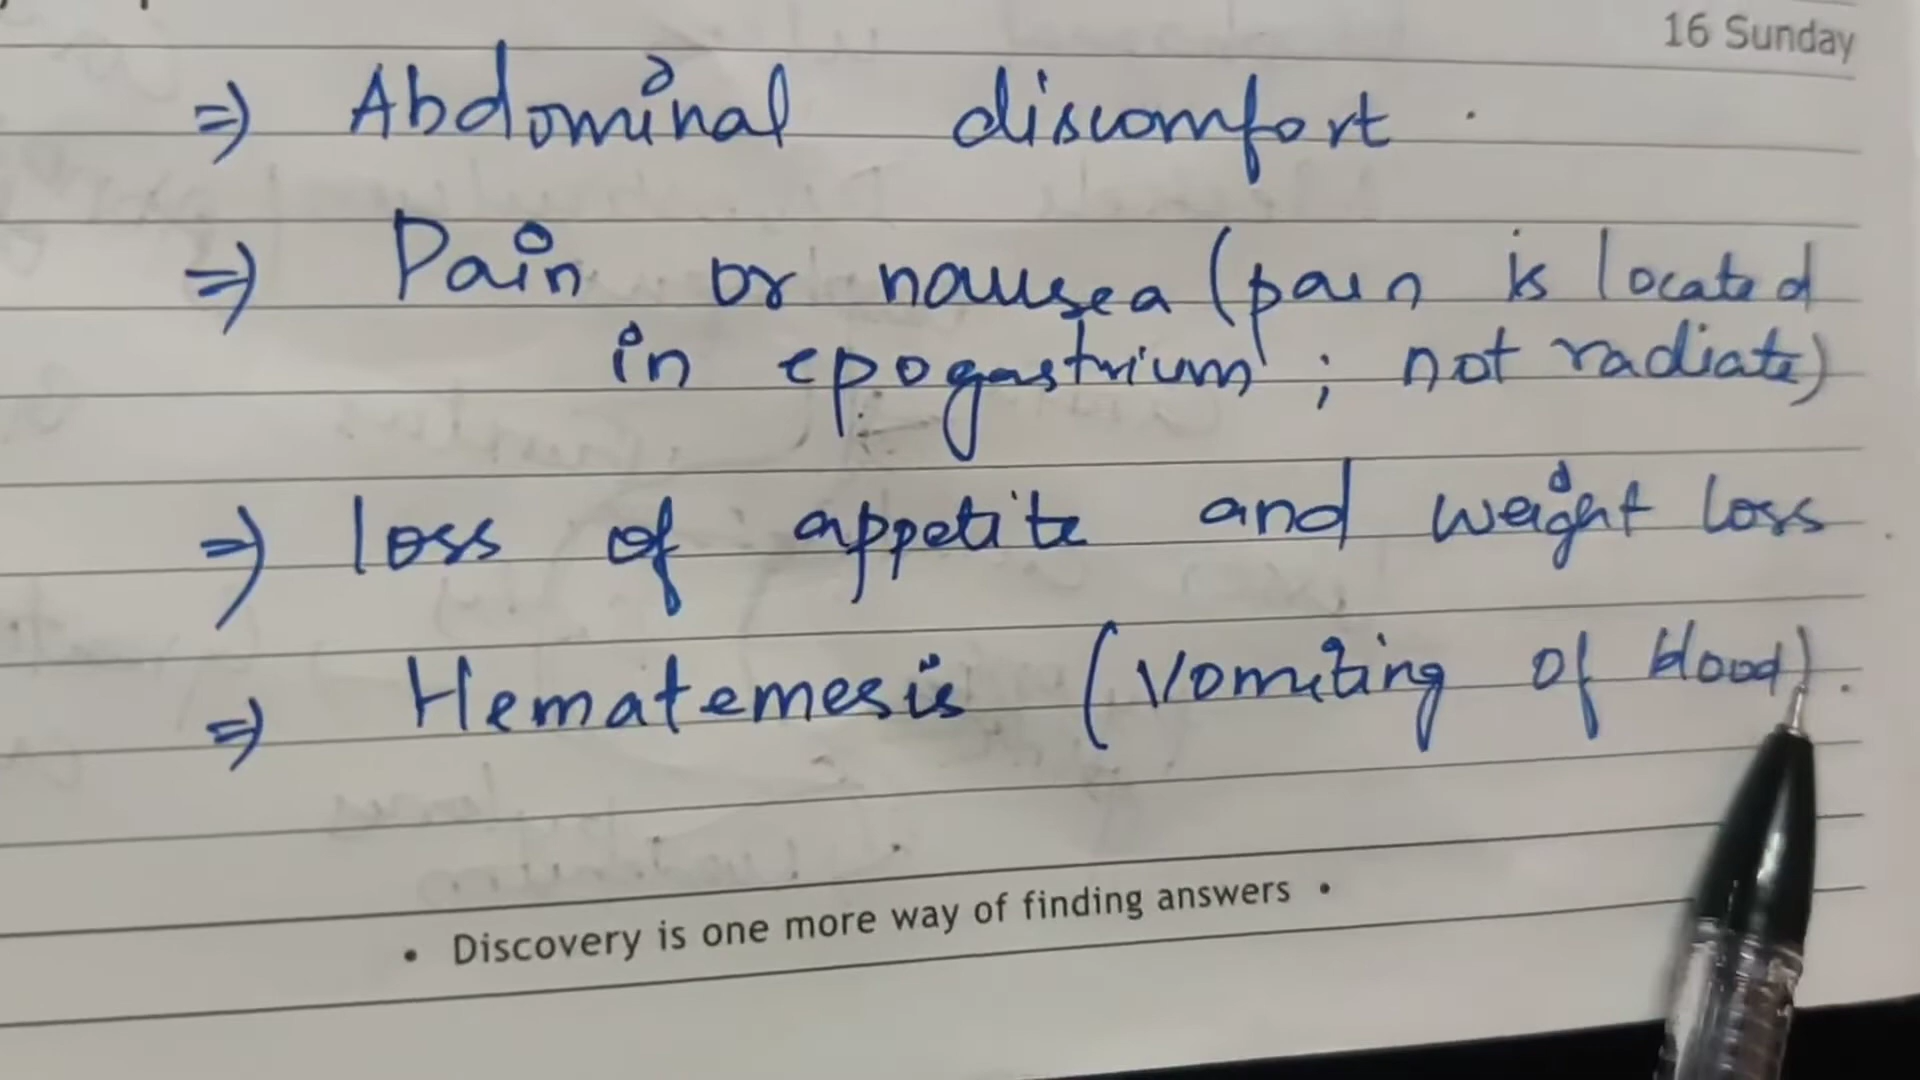 16 Sunday
⇒ Abdominal discomfort .
⇒ Pain or nausea (pain is located
in epogastrium ; not radiate)
⇒ loss of appetite and weight loss .
⇒ Hematemesis (Vomiting of blood) .
• Discovery is one more way of finding answers •